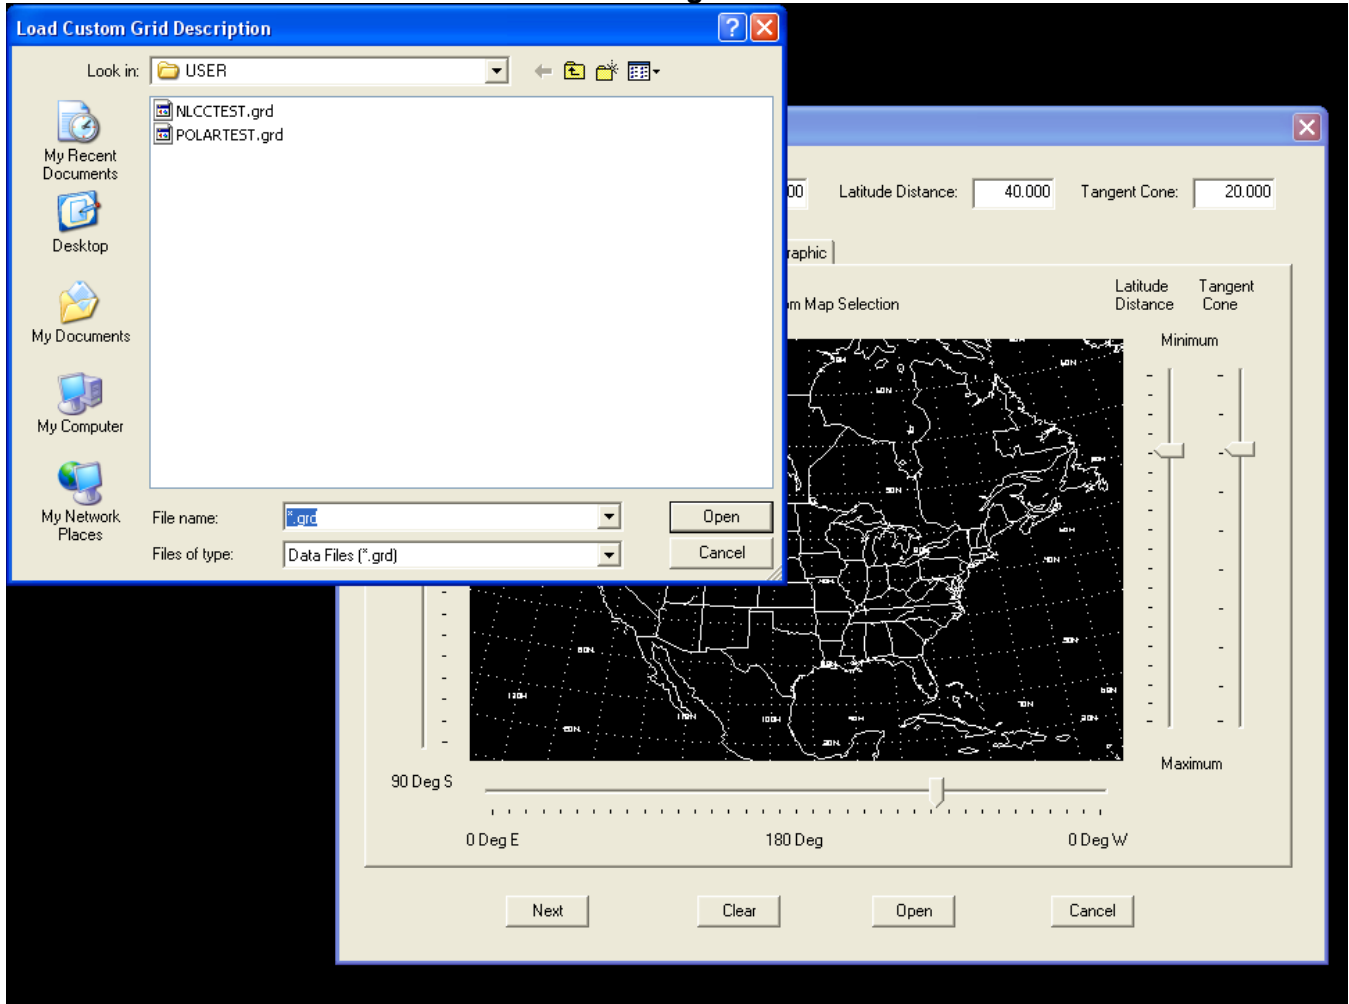 Load Custom Grid Description
Look in:
USER
NLCCTEST.grd
POLARTEST.grd
My Recent
Documents
Desktop
My Documents
My Computer
My Network
Places
File name:
*.grd
Open
Files of type:
Data Files (*.grd)
Cancel
00
Latitude Distance:
40.000
Tangent Cone:
20.000
raphic
om Map Selection
Latitude
Distance
Tangent
Cone
Minimum
Maximum
90 Deg S
0 Deg E
180 Deg
0 Deg W
Next
Clear
Open
Cancel